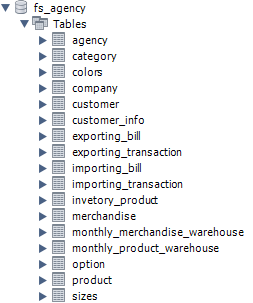 fs_agency
Tables
agency
category
colors
company
customer
customer_info
exporting_bill
exporting_transaction
importing_bill
importing_transaction
invetory_product
merchandise
monthly_merchandise_warehouse
monthly_product_warehouse
option
product
sizes